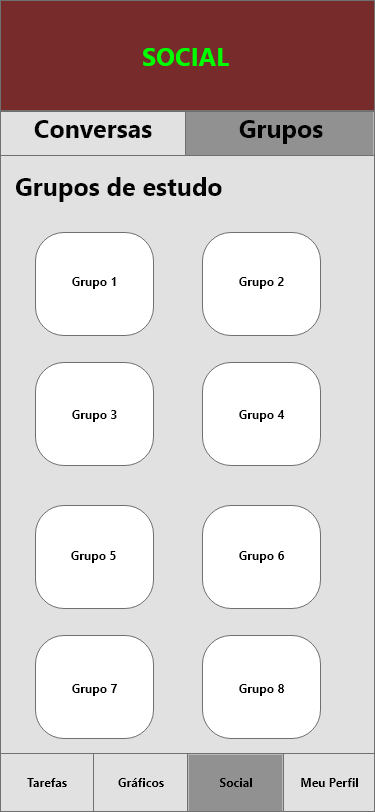 SOCIAL
Conversas Grupos
Grupos de estudo
Grupo 1 Grupo 2
Grupo 3 Grupo 4
Grupo 5 Grupo 6
Grupo 7 Grupo 8
Tarefas Gráficos Social Meu Perfil